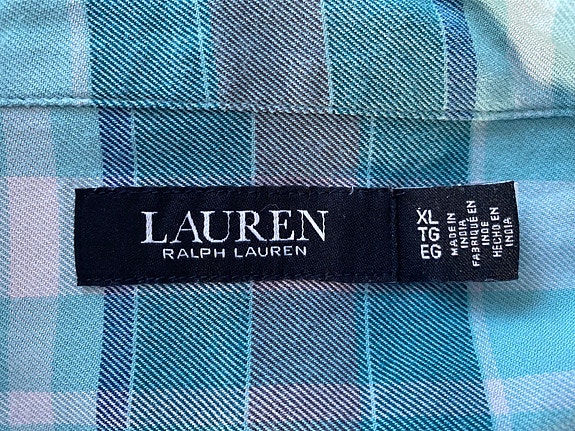 LAUREN
RALPH LAUREN
XL
TG
EG
MADE IN
INDIA
FABRIQUÉ EN
INDE
HECHO EN
INDIA